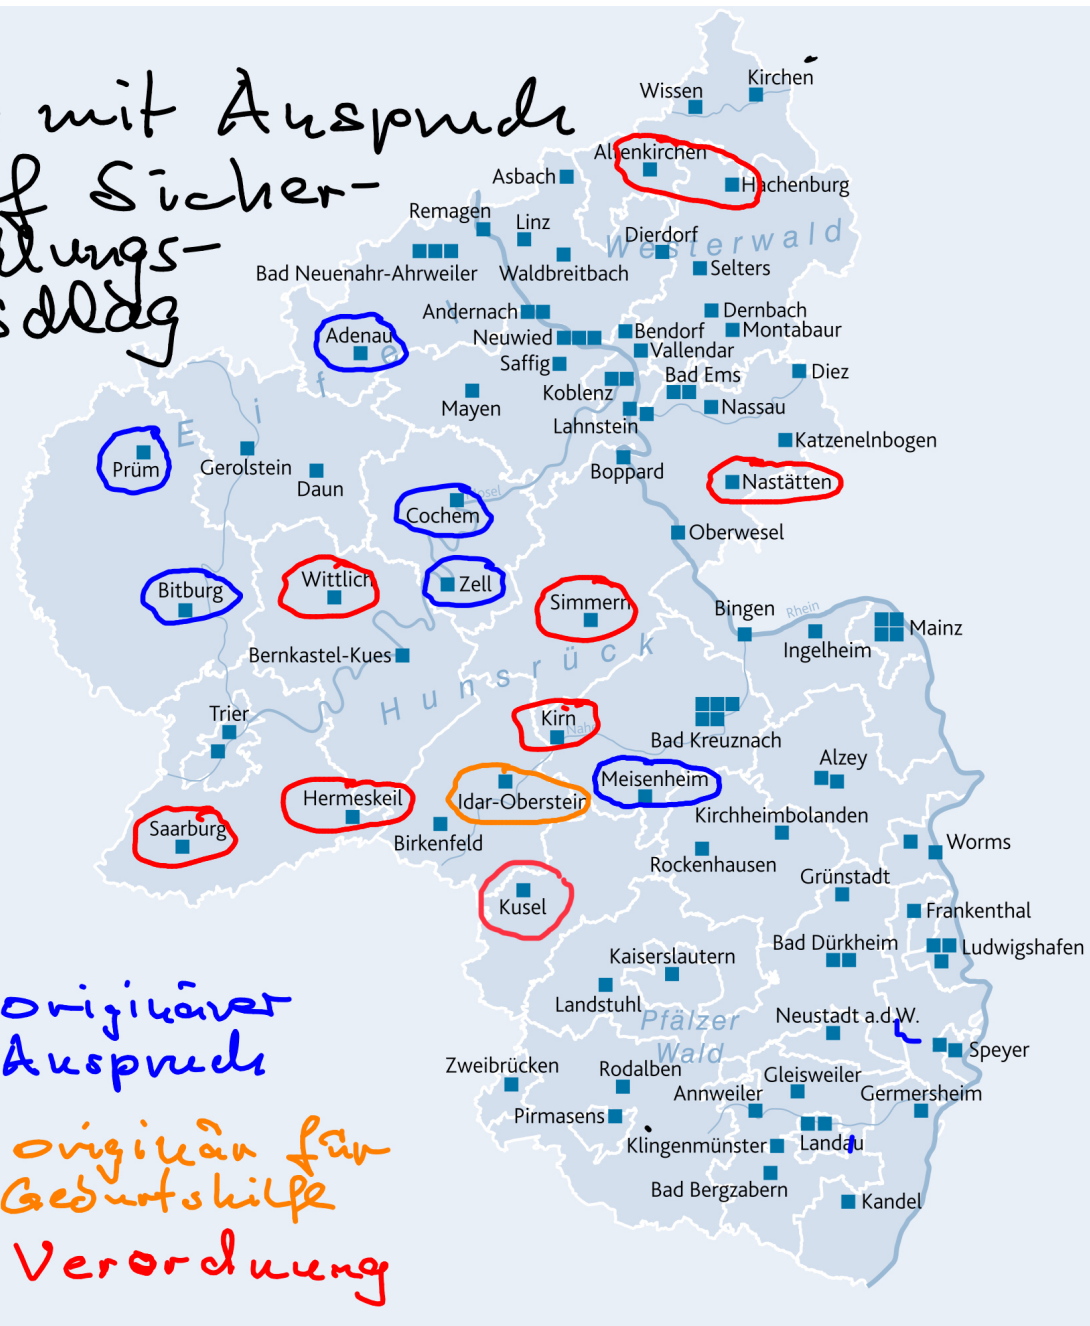 mit Anspruch
Sicher-
Kirchen
Wissen
Altenkirchen
Hachenburg
Asbach
Remagen
Linz
Dierdorf
Westerwald
Selters
Bad Neuenahr-Ahrweiler
Waldbreitbach
Andernach
Dernbach
Neuwied
Bendorf
Montabaur
Adenau
Vallendar
Saffig
Bad Ems
Diez
Koblenz
Mayen
Nassau
Lahnstein
Eifel
Katzenelnbogen
Prüm
Gerolstein
Boppard
Daun
Nastätten
Mosel
Cochem
Oberwesel
Wittlich
Bitburg
Zell
Simmern
Bingen
Rhein
Mainz
Ingelheim
Bernkastel-Kues
Hunsrück
Trier
Kirn
Nahe
Bad Kreuznach
Alzey
Meisenheim
Hermeskeil
Idar-Oberstein
Kirchheimbolanden
Saarburg
Birkenfeld
Worms
Rockenhausen
Grünstadt
Kusel
Frankenthal
Kaiserslautern
Bad Dürkheim
Ludwigshafen
Landstuhl
Pfälzer
Wald
Neustadt a.d.W.
Speyer
Zweibrücken
Rodalben
Gleisweiler
Annweiler
Germersheim
Pirmasens
Klingenmünster
Landau
Bad Bergzabern
Kandel
originärer
Anspruch
originär für
Geburtshilfe
Verordnung